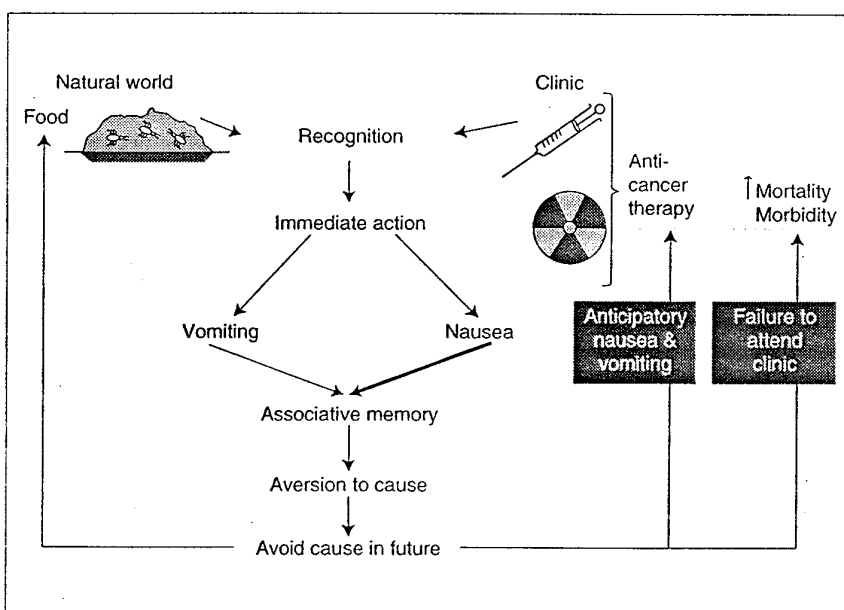 Natural world
Food
Clinic
Recognition
Anti-
cancer
therapy
↑ Mortality
Morbidity
Immediate action
Vomiting
Nausea
Anticipatory
nausea &
vomiting
Failure to
attend
clinic
Associative memory
Aversion to cause
Avoid cause in future